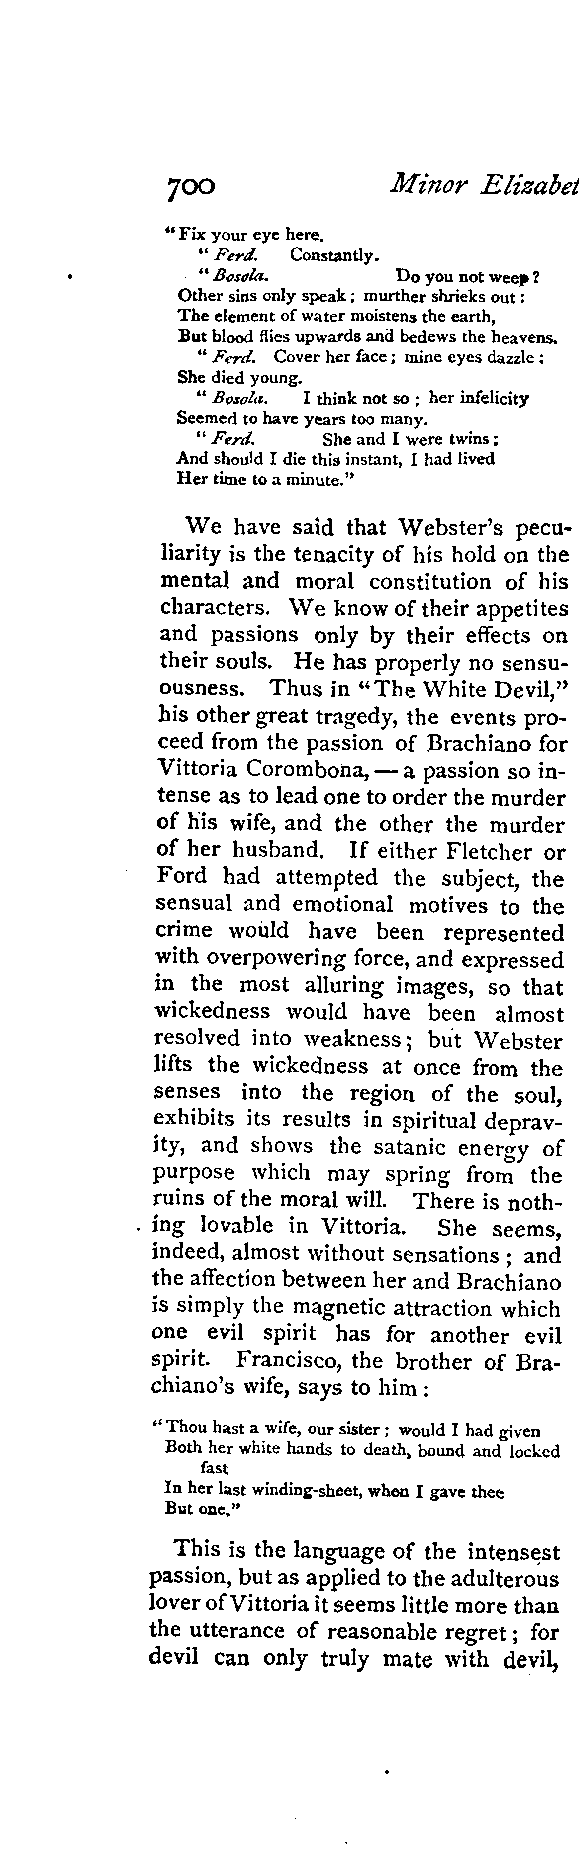 700 Minor Elizabet
"Fix your eye here.
"Ferd. Constantly.
"Bosola. Do you not weep?
Other sins only speak; murther shrieks out:
The element of water moistens the earth,
But blood flies upwards and bedews the heavens.
"Ferd. Cover her face; mine eyes dazzle;
She died young.
"Bosola. I think not so; her infelicity
Seemed to have years too many.
"Ferd. She and I were twins:
And should I die this instant, I had lived
Her time to a minute."
We have said that Webster's pecu-
liarity is the tenacity of his hold on the
mental and moral constitution of his
characters. We know of their appetites
and passions only by their effects on
their souls. He has properly no sensu-
ousness. Thus in "The White Devil,"
his other great tragedy, the events pro-
ceed from the passion of Brachiano for
Vittoria Corombona, — a passion so in-
tense as to lead one to order the murder
of his wife, and the other the murder
of her husband. If either Fletcher or
Ford had attempted the subject, the
sensual and emotional motives to the
crime would have been represented
with overpowering force, and expressed
in the most alluring images, so that
wickedness would have been almost
resolved into weakness; but Webster
lifts the wickedness at once from the
senses into the region of the soul,
exhibits its results in spiritual deprav-
ity, and shows the satanic energy of
purpose which may spring from the
ruins of the moral will. There is noth-
ing lovable in Vittoria. She seems,
indeed, almost without sensations; and
the affection between her and Brachiano
is simply the magnetic attraction which
one evil spirit has for another evil
spirit. Francisco, the brother of Bra-
chiano's wife, says to him:
"Thou hast a wife, our sister; would I had given
Both her white hands to death, bound and locked
fast
In her last winding-sheet, when I gave thee
But one."
This is the language of the intensest
passion, but as applied to the adulterous
lover of Vittoria it seems little more than
the utterance of reasonable regret; for
devil can only truly mate with devil,